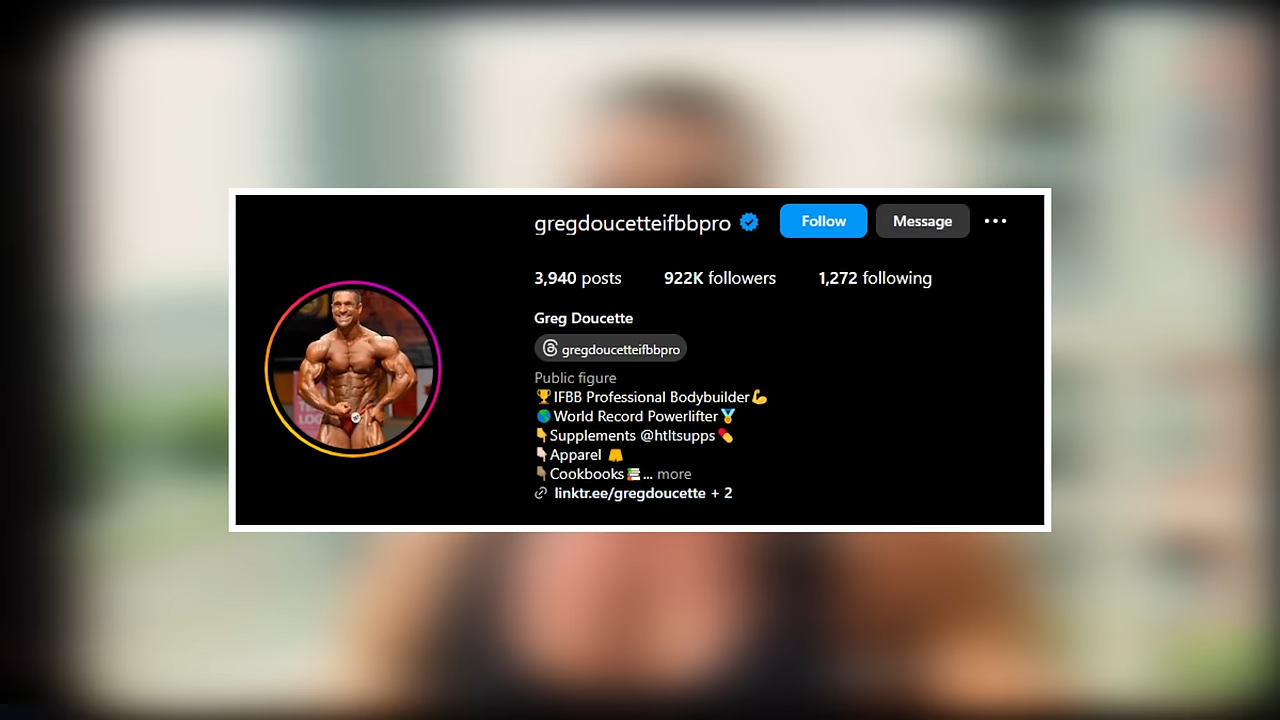 gregdoucetteifbbpro Follow Message
3,940 posts 922K followers 1,272 following
Greg Doucette
gregdoucetteifbbpro
Public figure
🏆IFBB Professional Bodybuilder💪
🌎World Record Powerlifter🏅
👇Supplements @htltsupps💊
👇🏻Apparel 🩳
👇🏽Cookbooks📚... more
linktr.ee/gregdoucette + 2